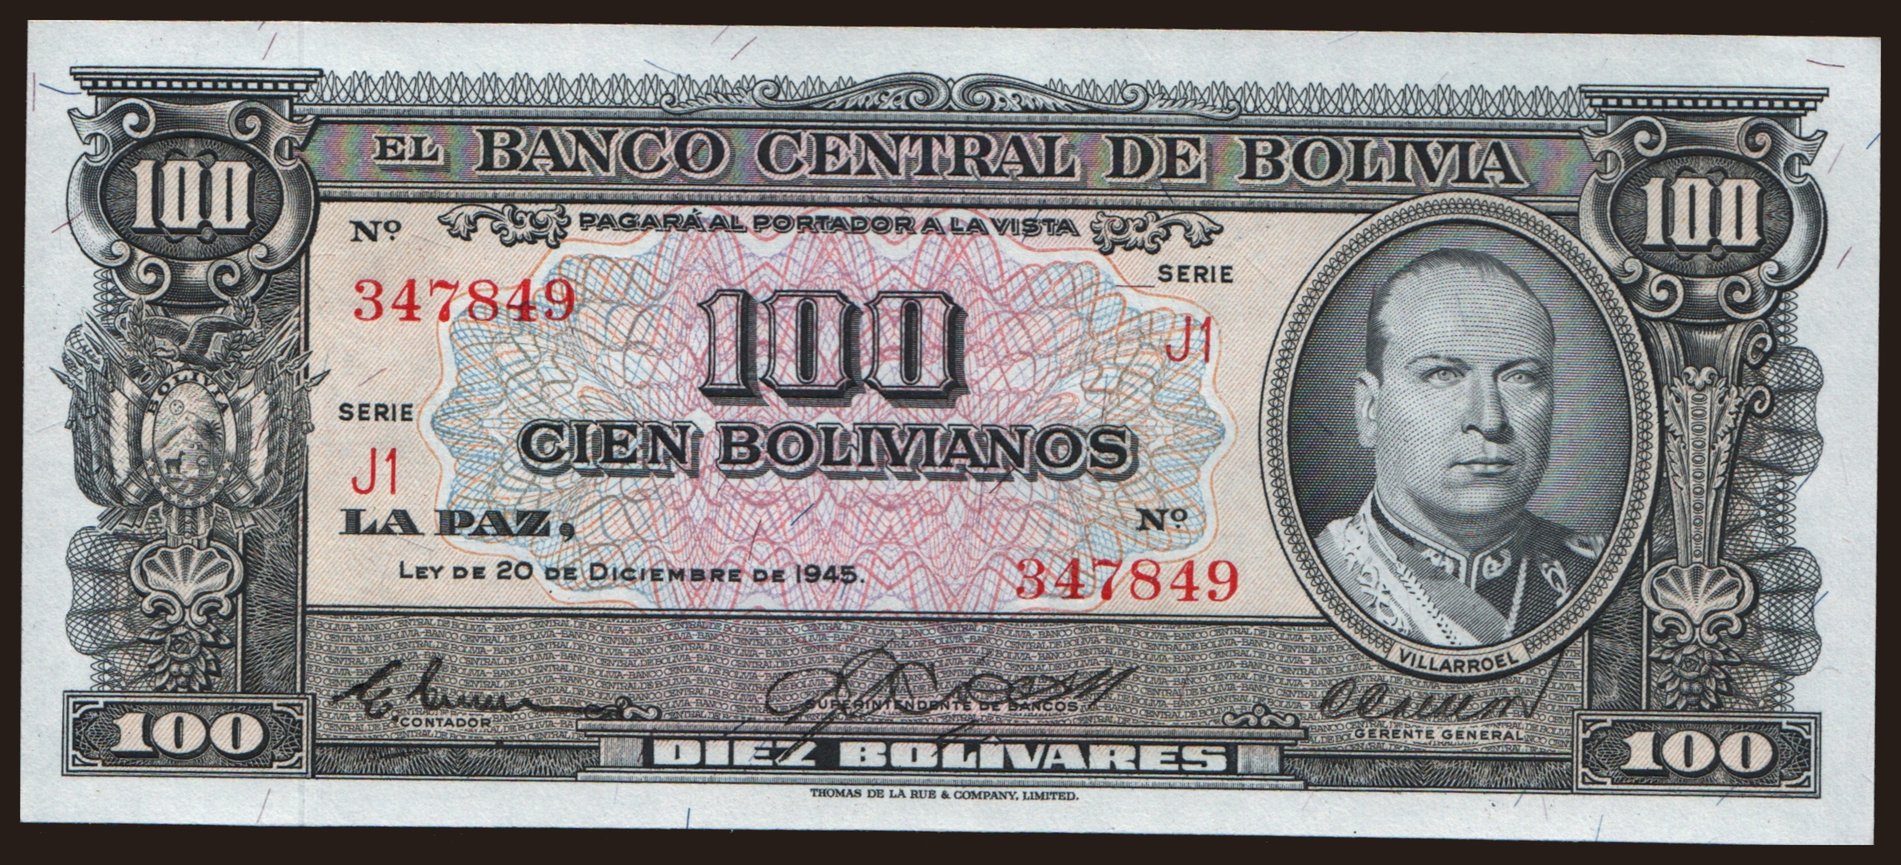 EL BANCO CENTRAL DE BOLIVIA
100
100
Nº
PAGARÁ AL PORTADOR A LA VISTA
SERIE
347849
100
J1
BOLIVIA
SERIE
CIEN BOLIVIANOS
J1
LA PAZ,
Nº
LEY DE 20 DE DICIEMBRE DE 1945.
347849
VILLARROEL
CONTADOR
SUPERINTENDENTE DE BANCOS.
GERENTE GENERAL
100
DIEZ BOLÍVARES
100
THOMAS DE LA RUE & COMPANY, LIMITED.